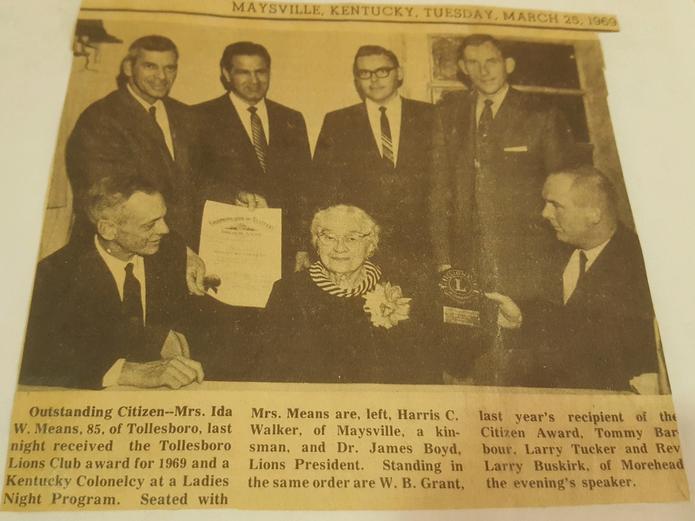 MAYSVILLE, KENTUCKY, TUESDAY, MARCH 25, 1969
L
Outstanding Citizen--Mrs. Ida
W. Means, 85, of Tollesboro, last
night received the Tollesboro
Lions Club award for 1969 and a
Kentucky Colonelcy at a Ladies
Night Program. Seated with
Mrs. Means are, left, Harris C.
Walker, of Maysville, a kin-
sman, and Dr. James Boyd,
Lions President. Standing in
the same order are W. B. Grant,
last year's recipient of the
Citizen Award, Tommy Bar-
bour, Larry Tucker and Rev
Larry Buskirk, of Morehead
the evening's speaker.